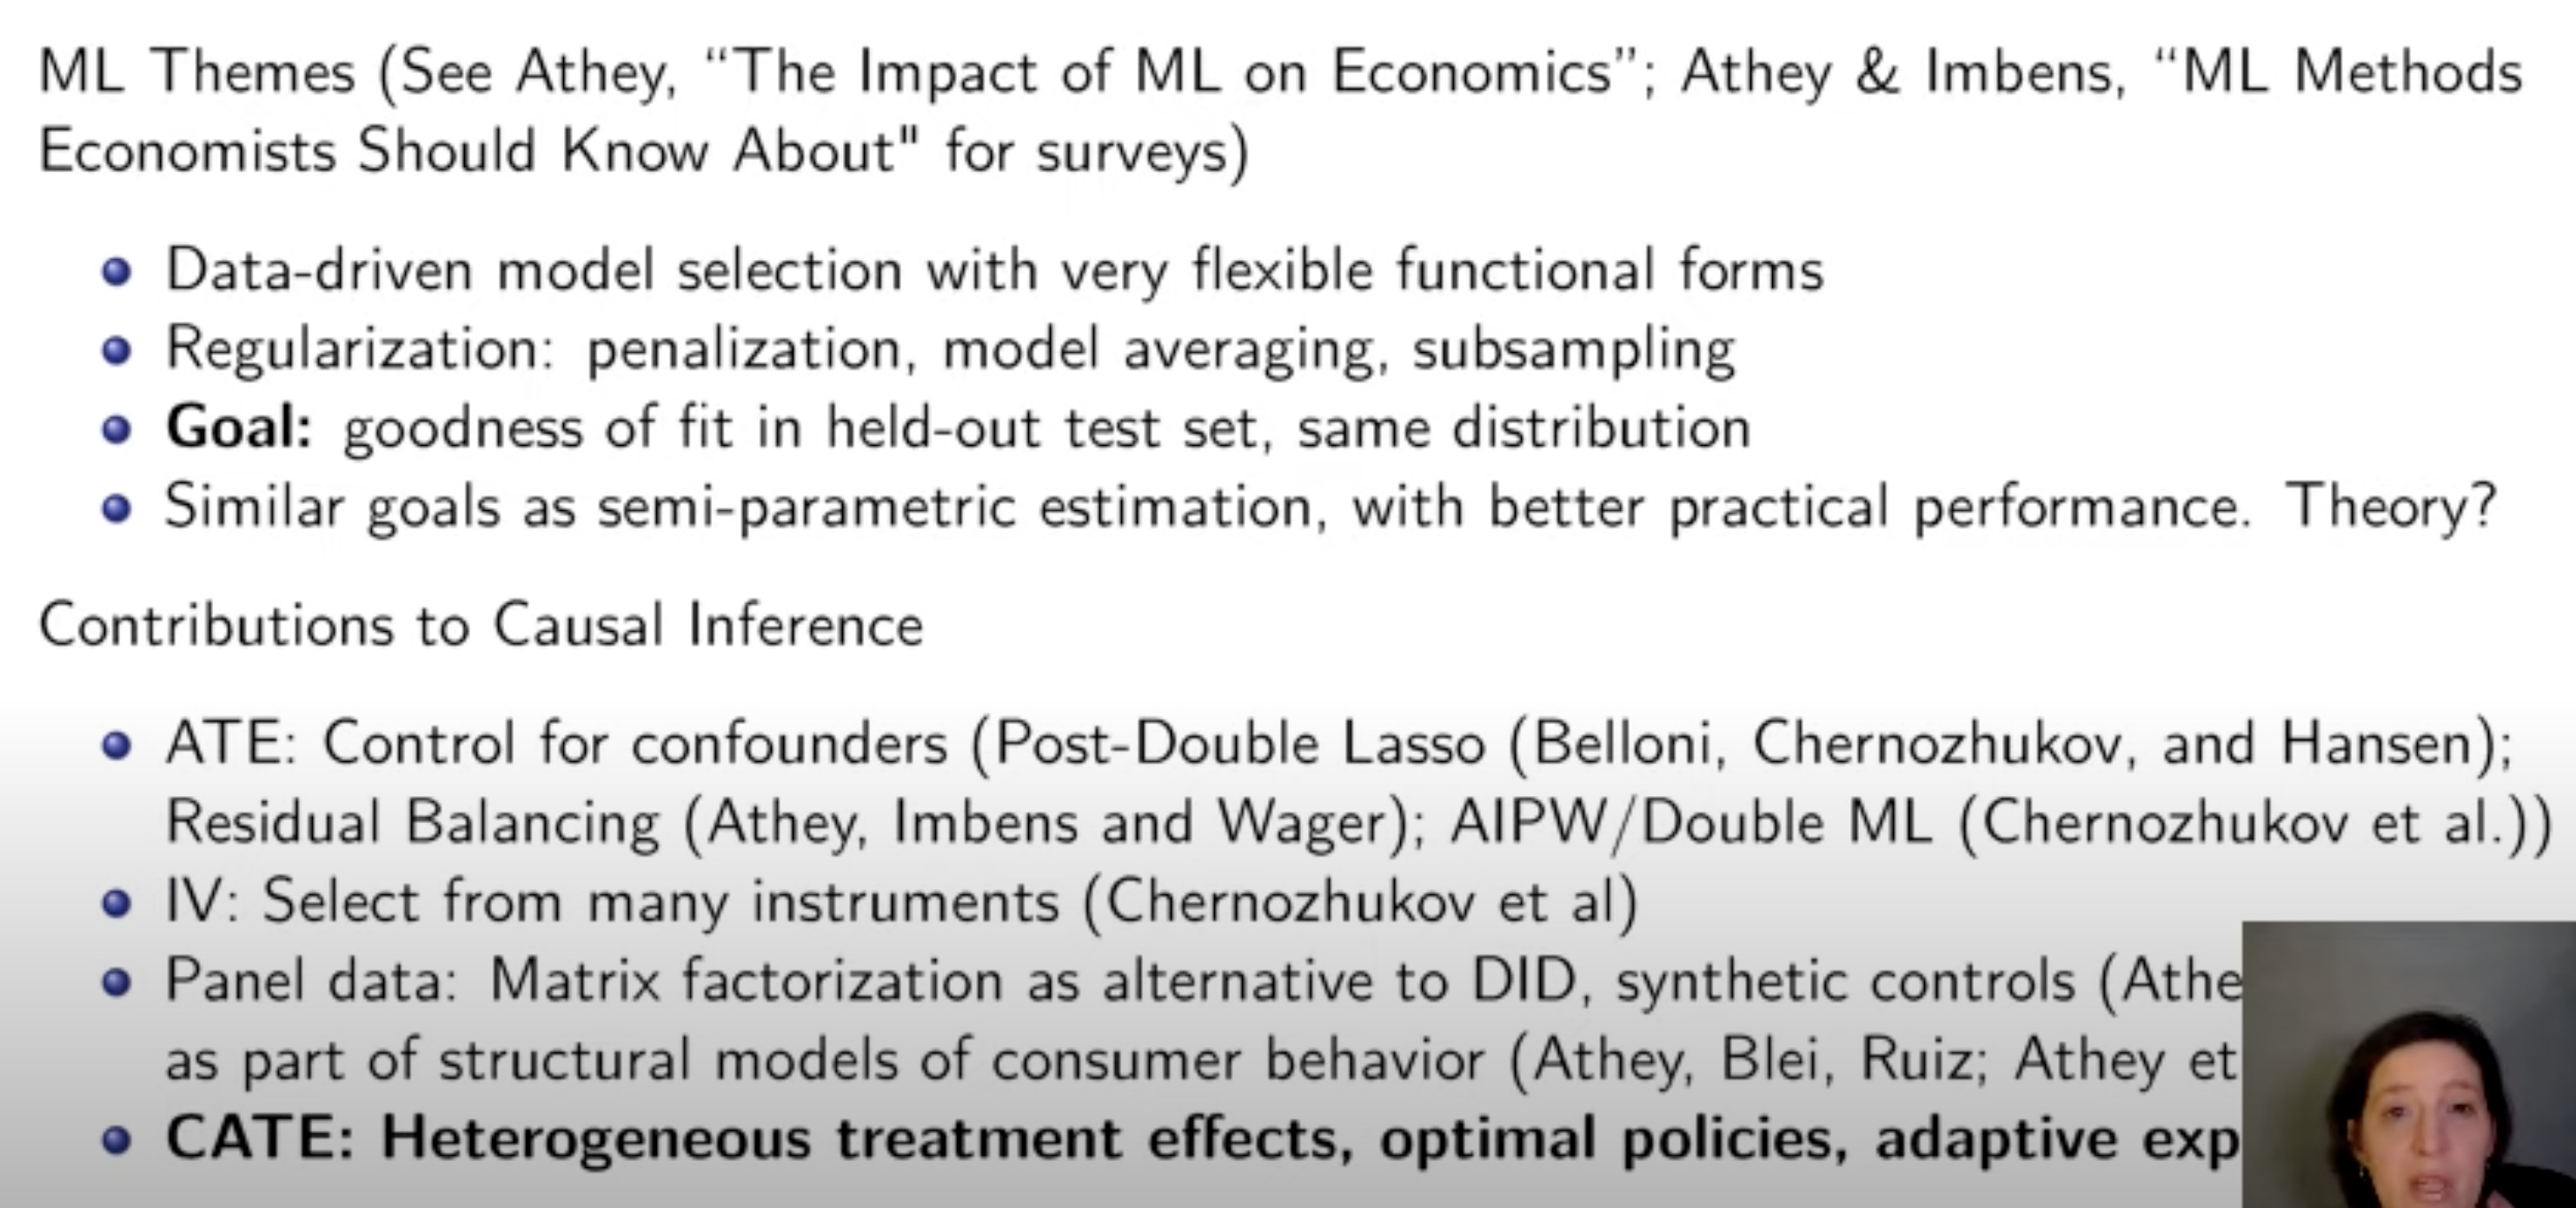 ML Themes (See Athey, “The Impact of ML on Economics”; Athey & Imbens, “ML Methods
Economists Should Know About" for surveys)
Data-driven model selection with very flexible functional forms
Regularization: penalization, model averaging, subsampling
Goal: goodness of fit in held-out test set, same distribution
Similar goals as semi-parametric estimation, with better practical performance. Theory?
Contributions to Causal Inference
ATE: Control for confounders (Post-Double Lasso (Belloni, Chernozhukov, and Hansen);
Residual Balancing (Athey, Imbens and Wager); AIPW/Double ML (Chernozhukov et al.))
IV: Select from many instruments (Chernozhukov et al)
Panel data: Matrix factorization as alternative to DID, synthetic controls (Athe
as part of structural models of consumer behavior (Athey, Blei, Ruiz; Athey et
CATE: Heterogeneous treatment effects, optimal policies, adaptive exp